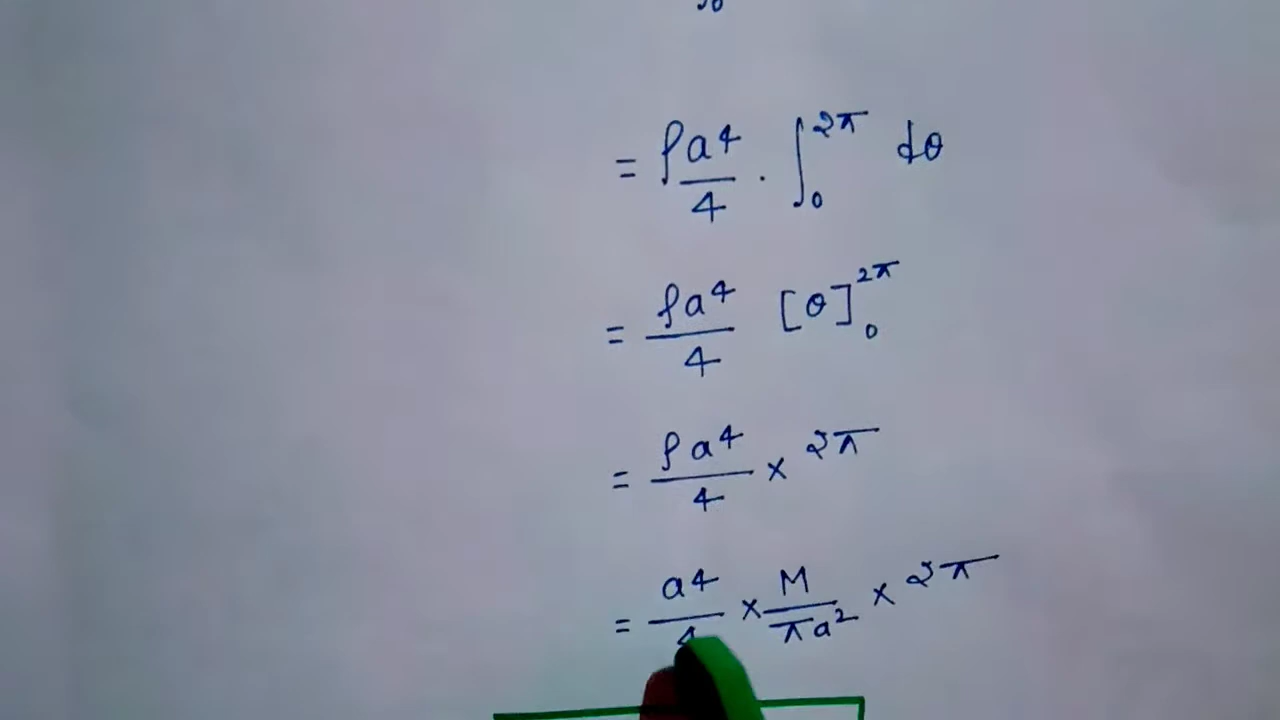 = ρa⁴/4 · ∫₀^2π dθ
= ρa⁴/4 [θ]₀^2π
= ρa⁴/4 × 2π
= a⁴/4 × M/πa² × 2π